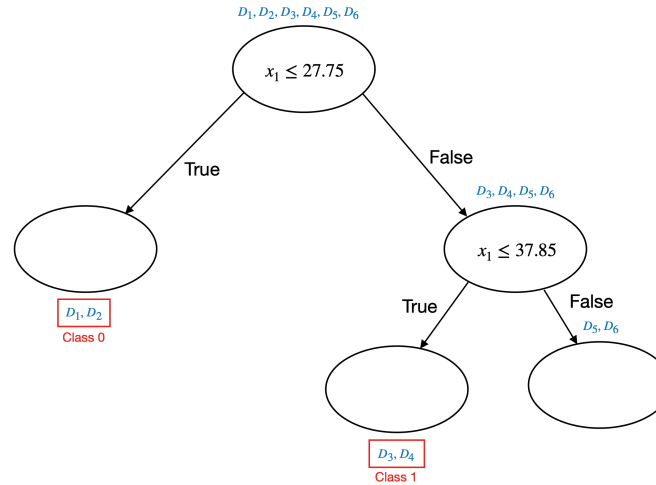 D₁, D₂, D₃, D₄, D₅, D₆
x₁ ≤ 27.75
True
False
D₃, D₄, D₅, D₆
x₁ ≤ 37.85
D₁, D₂
Class 0
True
False
D₅, D₆
D₃, D₄
Class 1